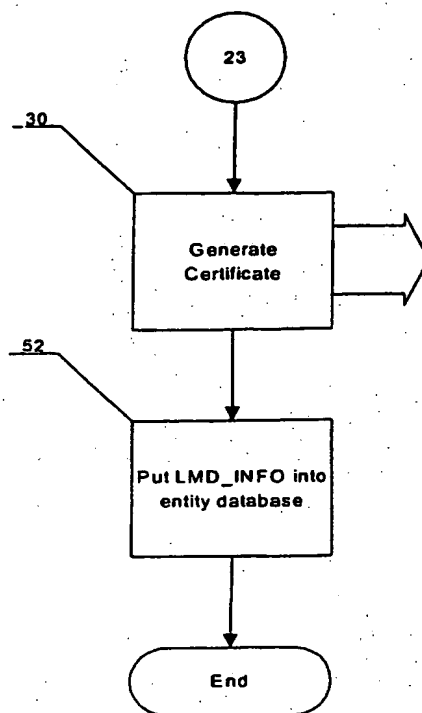 23
30
Generate
Certificate
52
Put LMD_INFO into
entity database
End